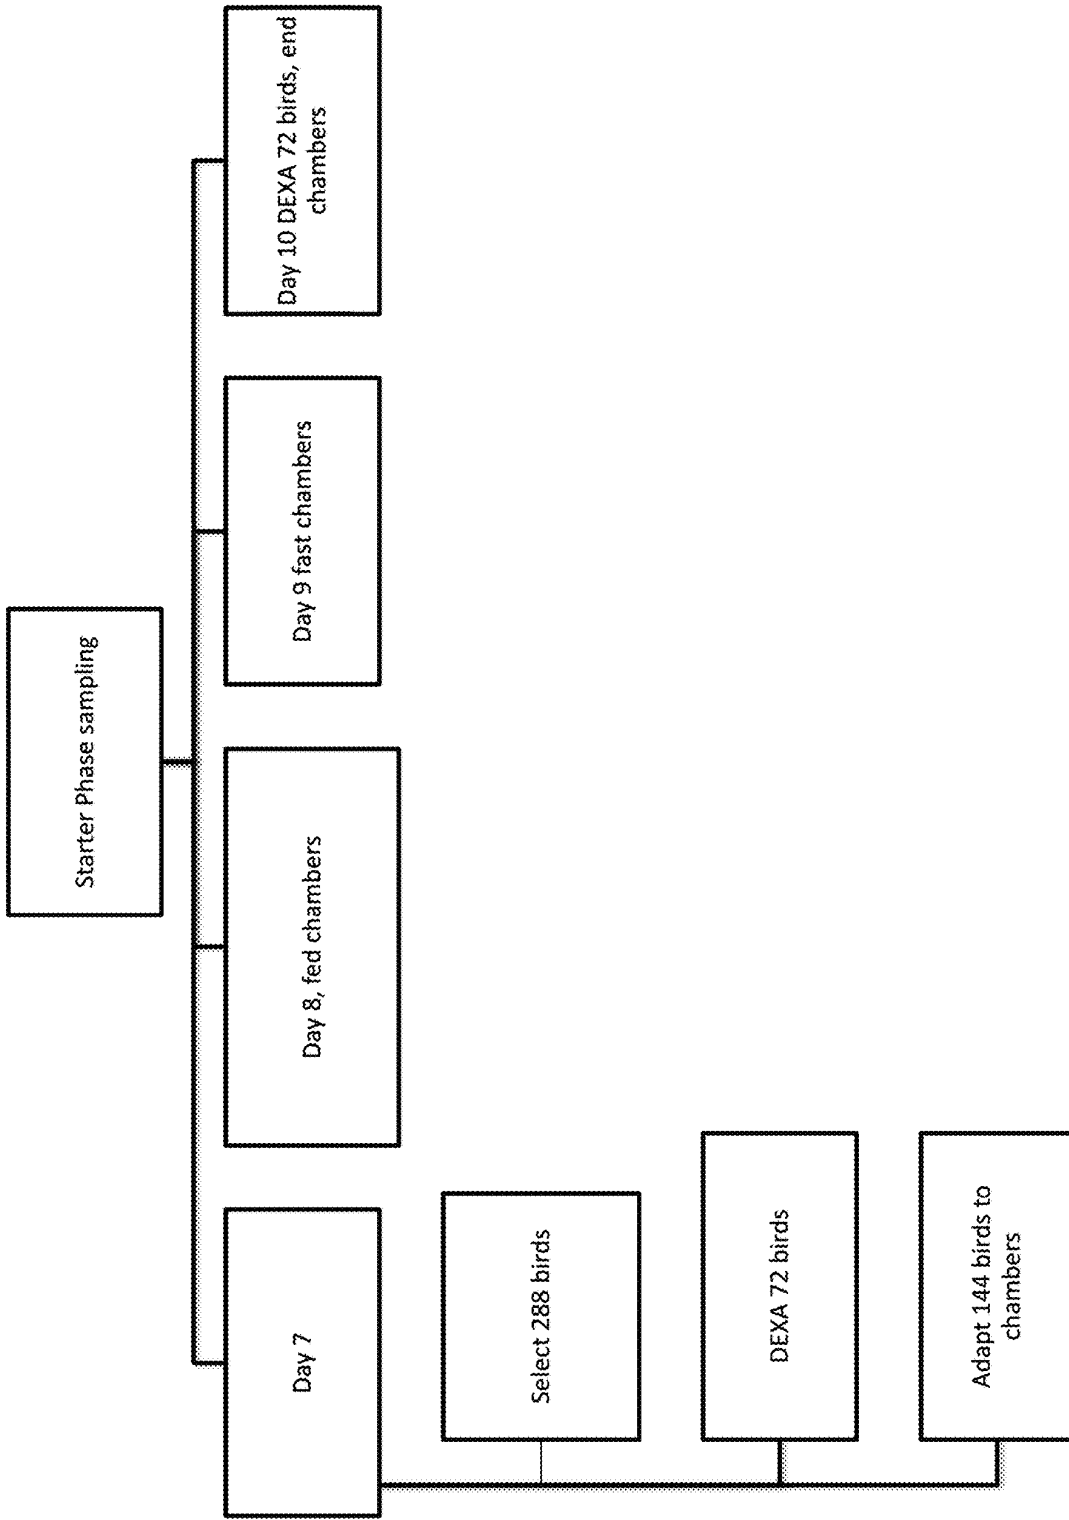 Starter Phase sampling
Day 7
Day 8, fed chambers
Day 9 fast chambers
Day 10 DEXA 72 birds, end
chambers
Select 288 birds
DEXA 72 birds
Adapt 144 birds to
chambers